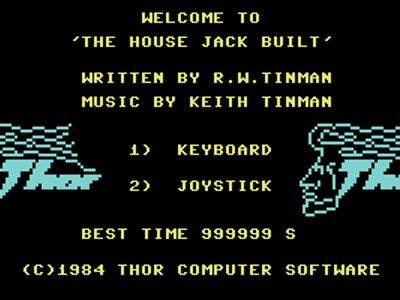 WELCOME TO
'THE HOUSE JACK BUILT'
WRITTEN BY R.W.TINMAN
MUSIC BY KEITH TINMAN
1) KEYBOARD
Thor
2) JOYSTICK
BEST TIME 999999 S
(C)1984 THOR COMPUTER SOFTWARE